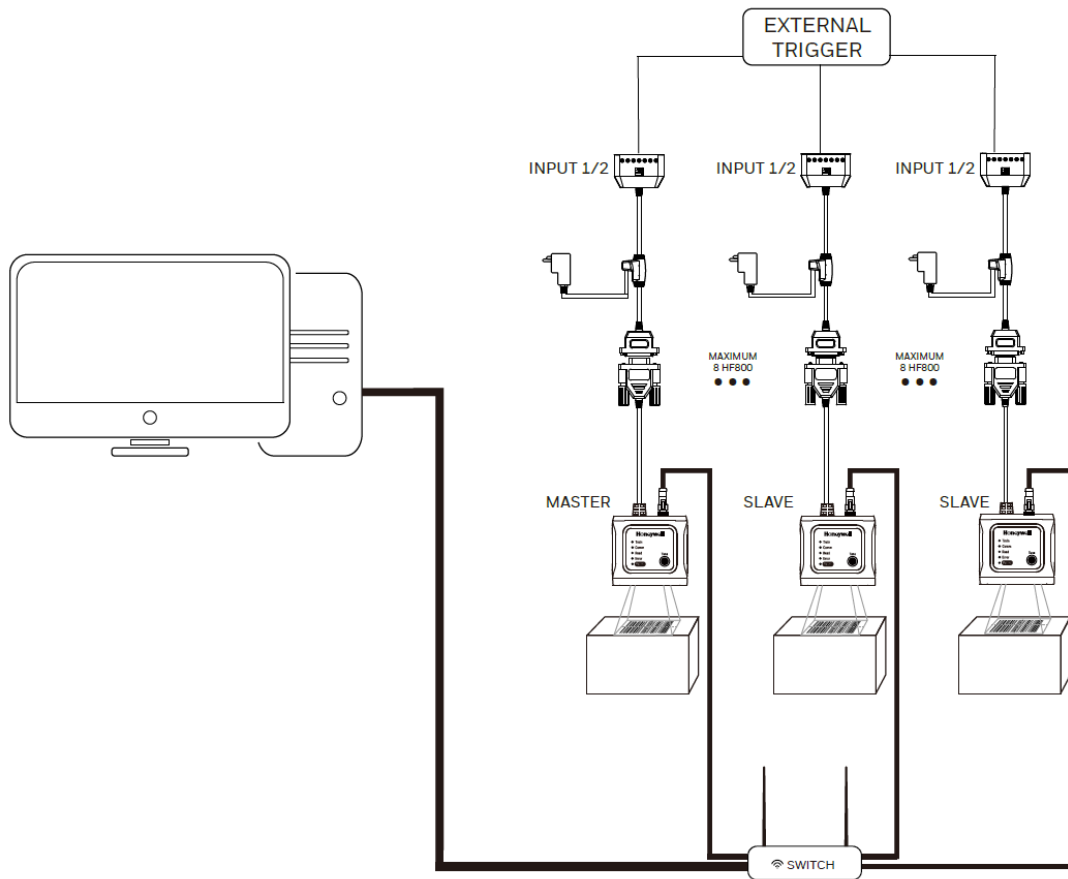 EXTERNAL
TRIGGER
INPUT 1/2
INPUT 1/2
INPUT 1/2
MAXIMUM
8 HF800
MAXIMUM
8 HF800
MASTER
SLAVE
SLAVE
Honeywell
Honeywell
Honeywell
SWITCH